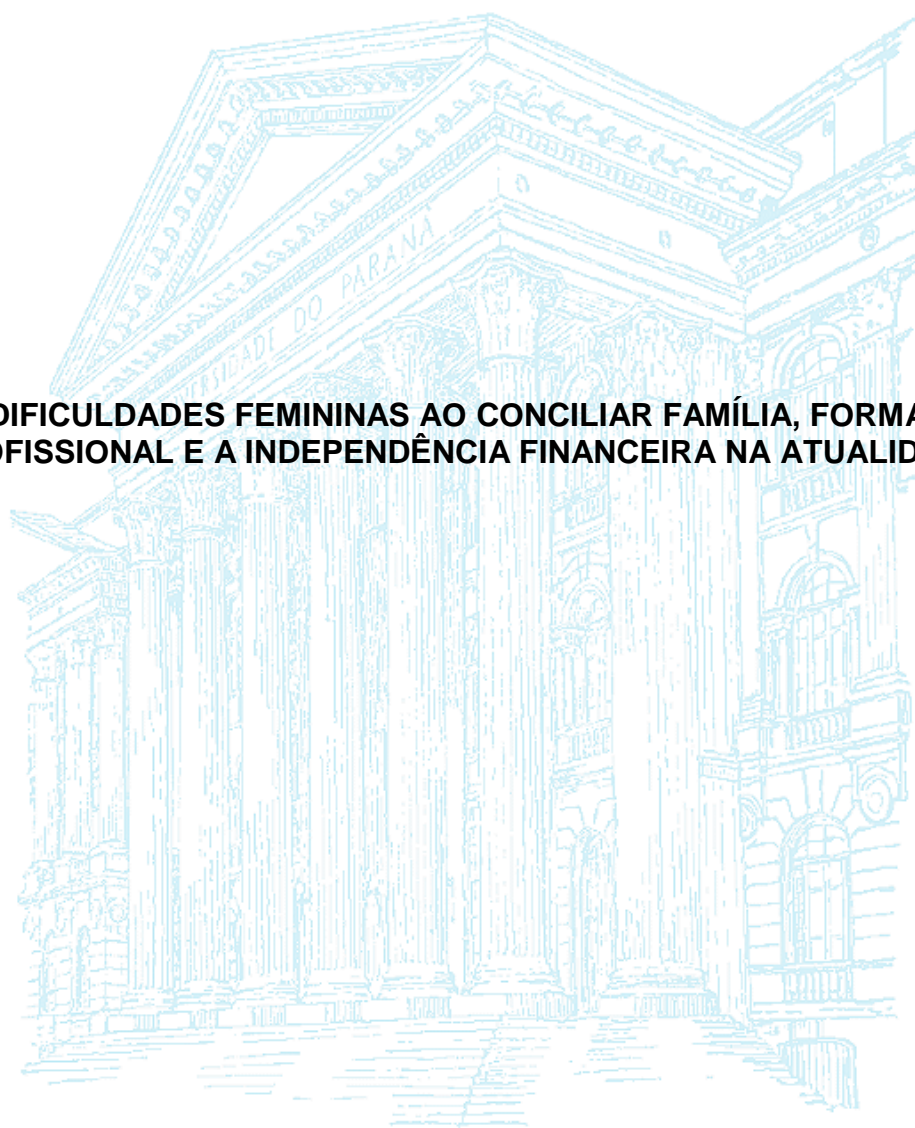 UNIVERSIDADE DO PARANÁ
DIFICULDADES FEMININAS AO CONCILIAR FAMÍLIA, FORMA
OFISSIONAL E A INDEPENDÊNCIA FINANCEIRA NA ATUALID